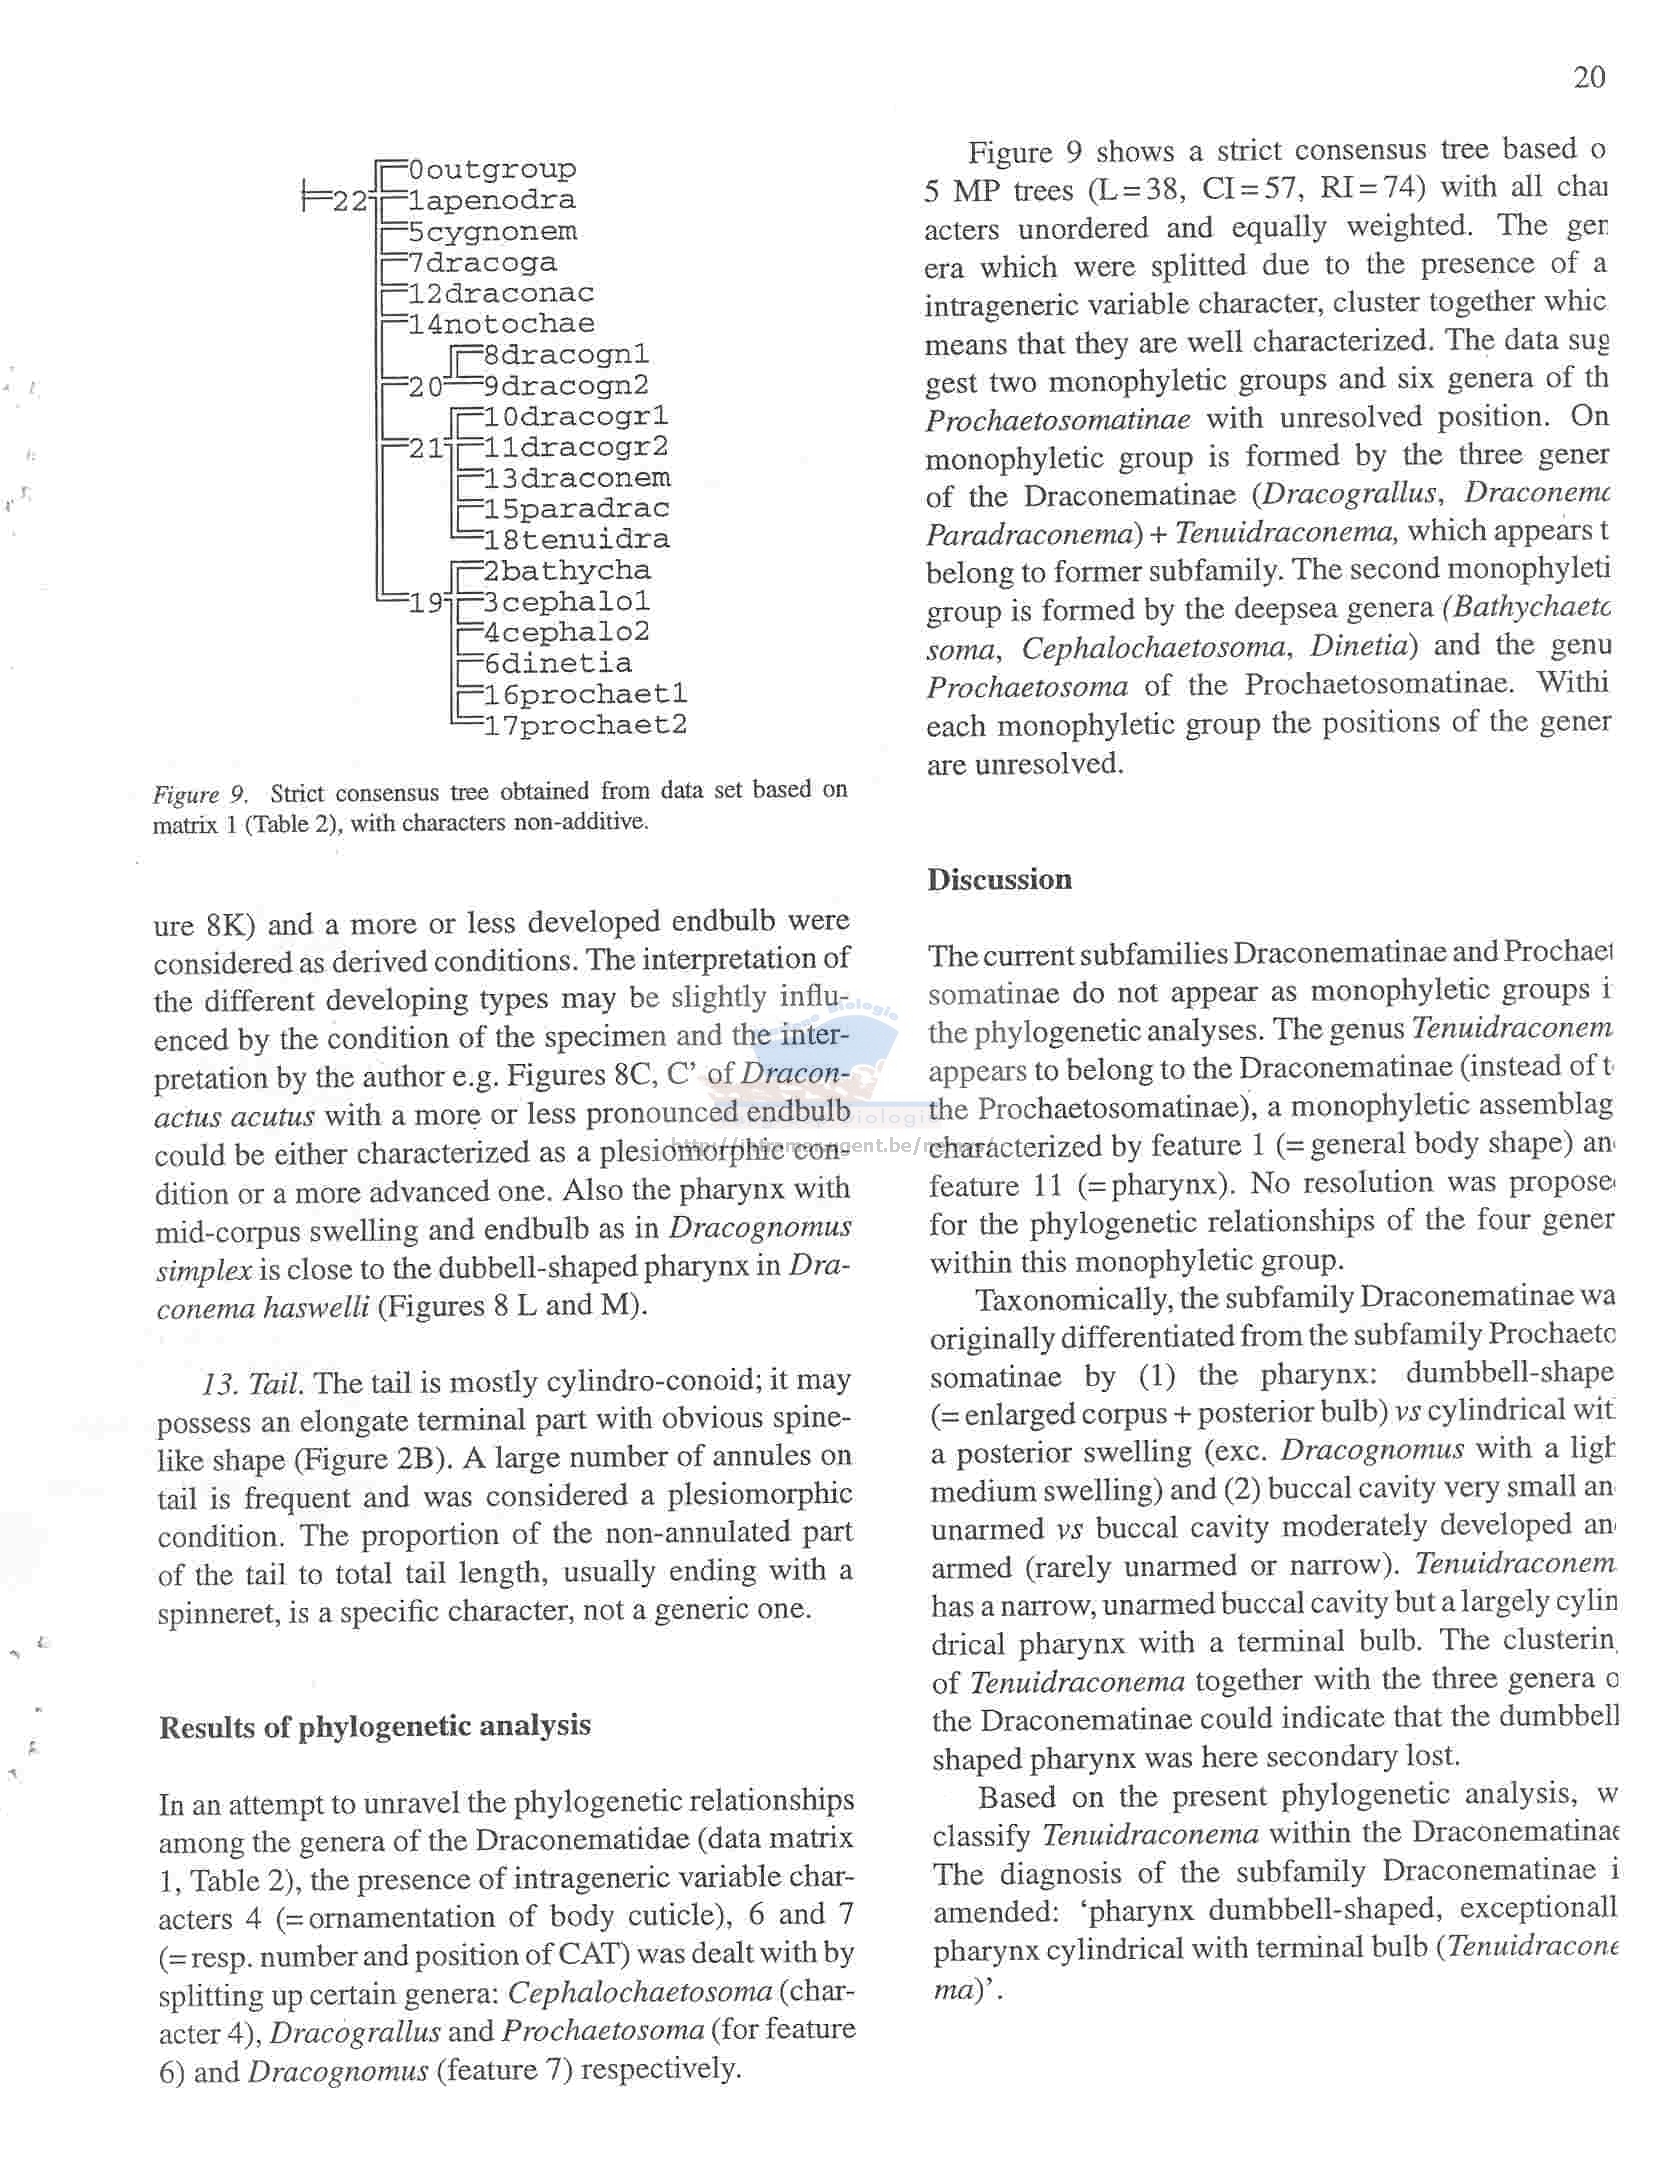 20
0outgroup
22
1apenodra
5cygnonem
7dracoga
12draconac
14notochae
8dracogn1
20
9dracogn2
10dracogr1
21
11dracogr2
13draconem
15paradrac
18tenuidra
2bathycha
19
3cephalo1
4cephalo2
6dinetia
16prochaet1
17prochaet2
Figure 9. Strict consensus tree obtained from data set based on
matrix 1 (Table 2), with characters non-additive.
ure 8K) and a more or less developed endbulb were
considered as derived conditions. The interpretation of
the different developing types may be slightly influ-
enced by the condition of the specimen and the inter-
pretation by the author e.g. Figures 8C, C' of Dracon-
actus acutus with a more or less pronounced endbulb
could be either characterized as a plesiomorphic con-
dition or a more advanced one. Also the pharynx with
mid-corpus swelling and endbulb as in Dracognomus
simplex is close to the dubbell-shaped pharynx in Dra-
conema haswelli (Figures 8 L and M).
13. Tail. The tail is mostly cylindro-conoid; it may
possess an elongate terminal part with obvious spine-
like shape (Figure 2B). A large number of annules on
tail is frequent and was considered a plesiomorphic
condition. The proportion of the non-annulated part
of the tail to total tail length, usually ending with a
spinneret, is a specific character, not a generic one.
Results of phylogenetic analysis
In an attempt to unravel the phylogenetic relationships
among the genera of the Draconematidae (data matrix
1, Table 2), the presence of intrageneric variable char-
acters 4 (=ornamentation of body cuticle), 6 and 7
(=resp. number and position of CAT) was dealt with by
splitting up certain genera: Cephalochaetosoma (char-
acter 4), Dracograllus and Prochaetosoma (for feature
6) and Dracognomus (feature 7) respectively.
Figure 9 shows a strict consensus tree based o
5 MP trees (L=38, CI=57, RI=74) with all char
acters unordered and equally weighted. The gen
era which were splitted due to the presence of a
intrageneric variable character, cluster together whic
means that they are well characterized. The data sug
gest two monophyletic groups and six genera of th
Prochaetosomatinae with unresolved position. On
monophyletic group is formed by the three gener
of the Draconematinae (Dracograllus, Draconema
Paradraconema) + Tenuidraconema, which appears t
belong to former subfamily. The second monophyleti
group is formed by the deepsea genera (Bathychaeto
soma, Cephalochaetosoma, Dinetia) and the genu
Prochaetosoma of the Prochaetosomatinae. Withi
each monophyletic group the positions of the gener
are unresolved.
Discussion
The current subfamilies Draconematinae and Prochaet
somatinae do not appear as monophyletic groups i
the phylogenetic analyses. The genus Tenuidraconem
appears to belong to the Draconematinae (instead of t
the Prochaetosomatinae), a monophyletic assemblag
characterized by feature 1 (=general body shape) an
feature 11 (=pharynx). No resolution was propose
for the phylogenetic relationships of the four gener
within this monophyletic group.
Taxonomically, the subfamily Draconematinae wa
originally differentiated from the subfamily Prochaeto
somatinae by (1) the pharynx: dumbbell-shape
(=enlarged corpus + posterior bulb) vs cylindrical wit
a posterior swelling (exc. Dracognomus with a ligh
medium swelling) and (2) buccal cavity very small an
unarmed vs buccal cavity moderately developed an
armed (rarely unarmed or narrow). Tenuidraconem
has a narrow, unarmed buccal cavity but a largely cylin
drical pharynx with a terminal bulb. The clusterin
of Tenuidraconema together with the three genera o
the Draconematinae could indicate that the dumbbell
shaped pharynx was here secondary lost.
Based on the present phylogenetic analysis, w
classify Tenuidraconema within the Draconematinae
The diagnosis of the subfamily Draconematinae i
amended: 'pharynx dumbbell-shaped, exceptionall
pharynx cylindrical with terminal bulb (Tenuidracone
ma)'.